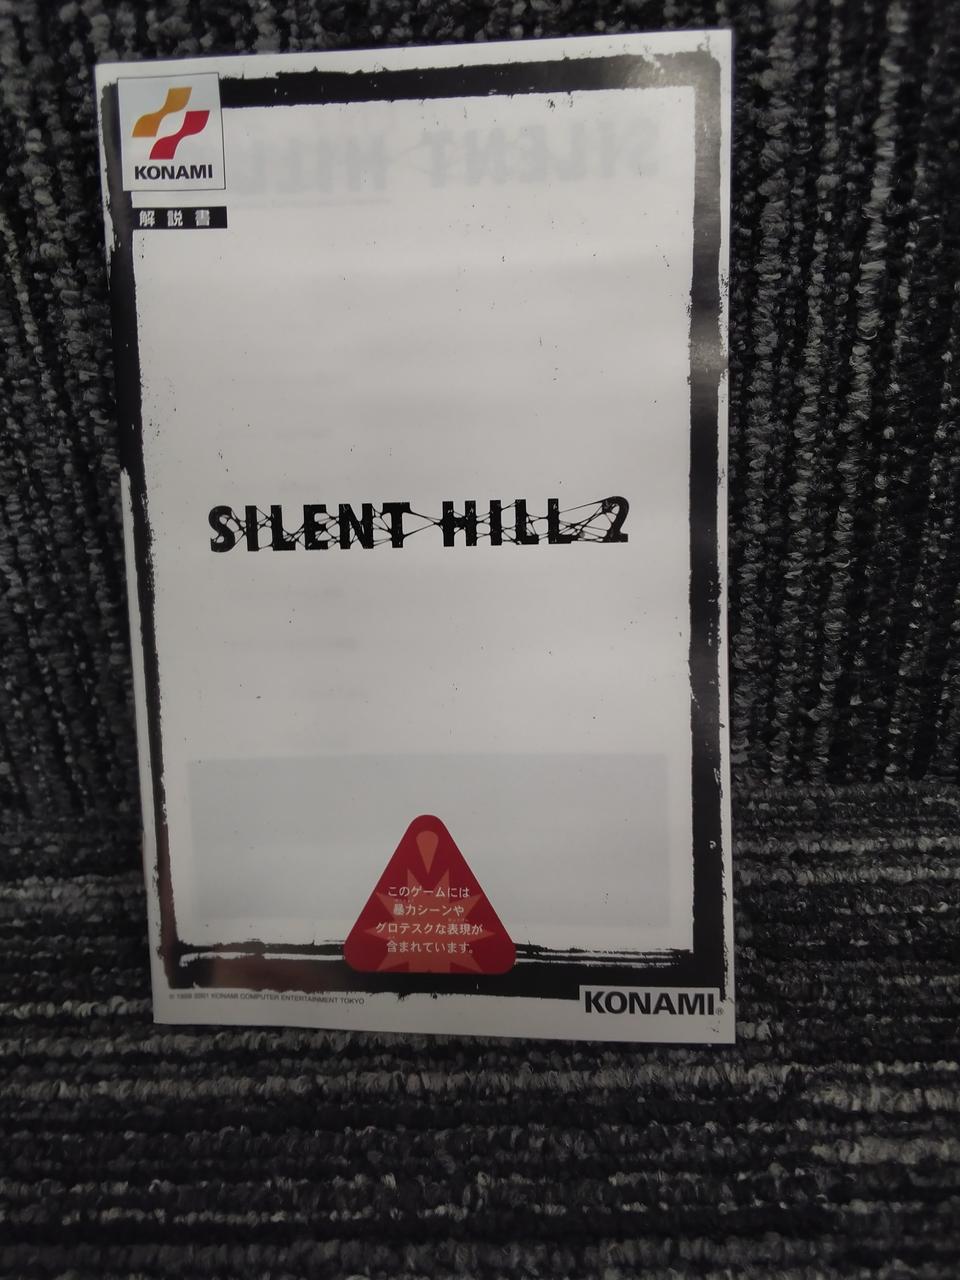 KONAMI
解説書
SILENT HILL 2
このゲームには
暴力シーンや
グロテスクな表現が
含まれています。
© 1999 2001 KONAMI COMPUTER ENTERTAINMENT TOKYO
KONAMI®